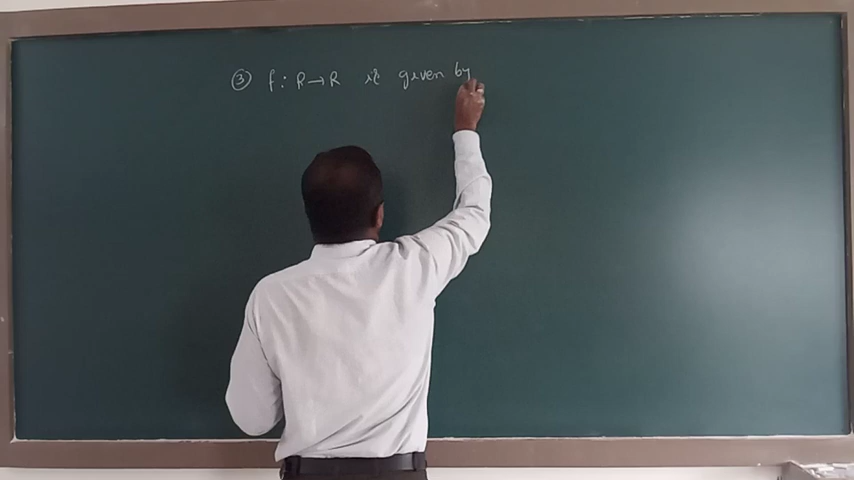 ③ f : R → R is given by